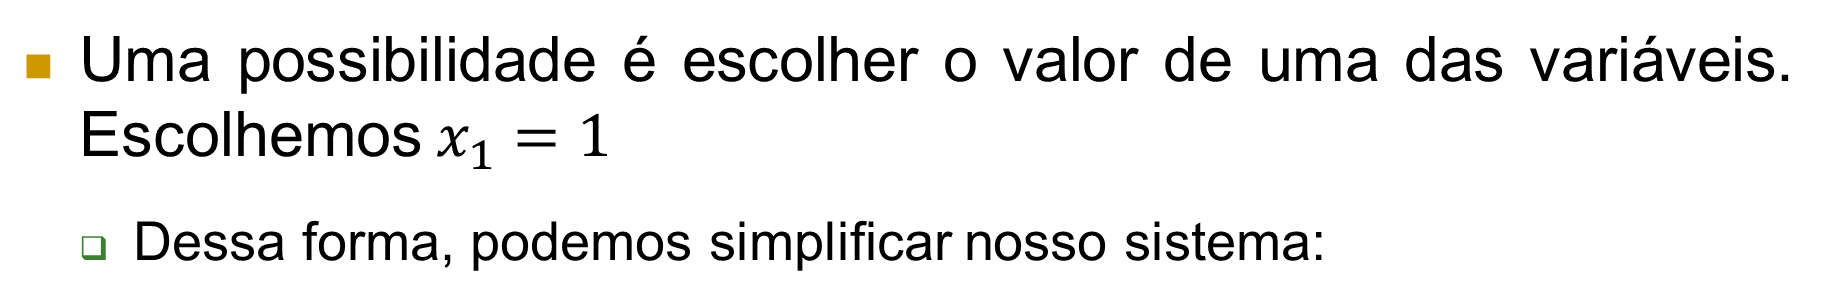 Uma possibilidade é escolher o valor de uma das variáveis.
Escolhemos x₁ = 1
Dessa forma, podemos simplificar nosso sistema: